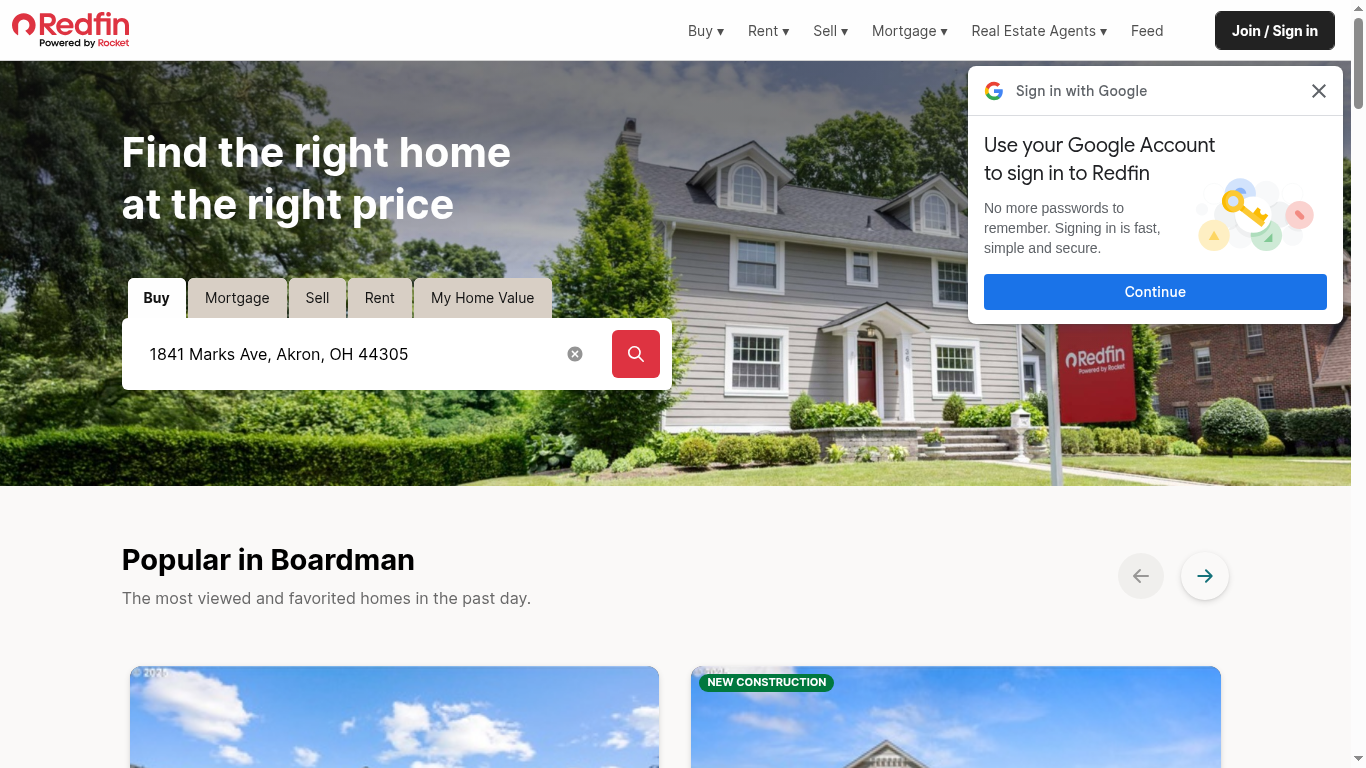 Redfin
Powered by Rocket
Buy ▾
Rent ▾
Sell ▾
Mortgage ▾
Real Estate Agents ▾
Feed
Join / Sign in
Sign in with Google
Use your Google Account
to sign in to Redfin
No more passwords to
remember. Signing in is fast,
simple and secure.
Continue
Find the right home
at the right price
Buy
Mortgage
Sell
Rent
My Home Value
1841 Marks Ave, Akron, OH 44305
Redfin
Powered by Rocket
Popular in Boardman
The most viewed and favorited homes in the past day.
© 2025
NEW CONSTRUCTION